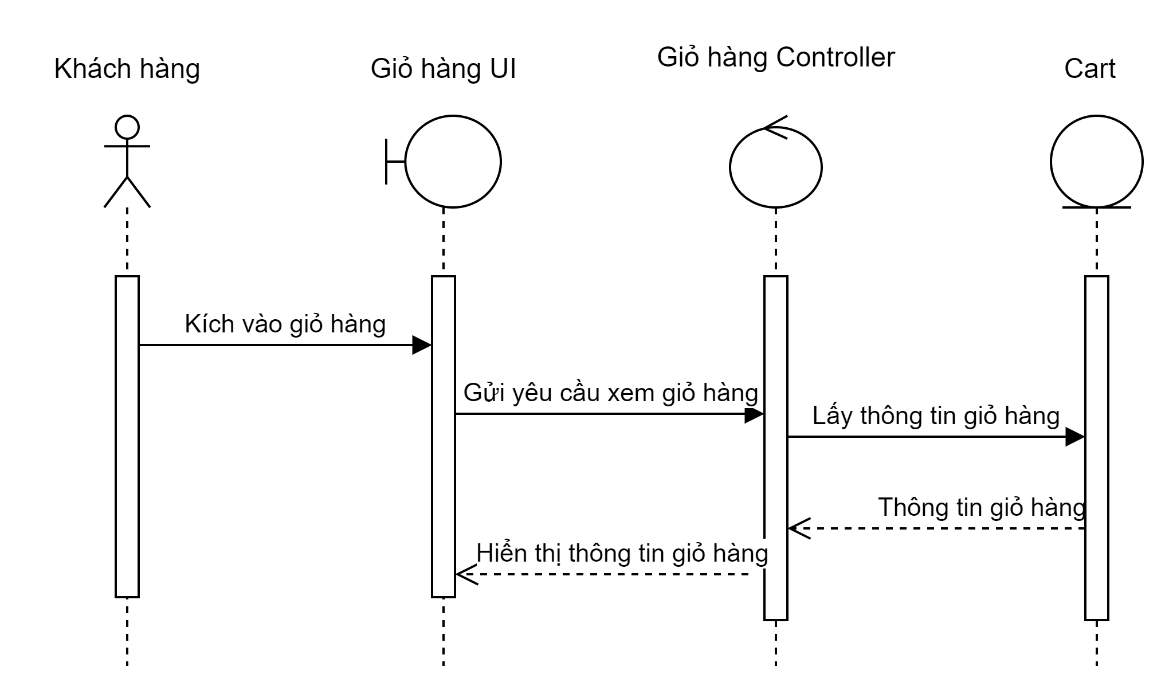 Khách hàng
Giỏ hàng UI
Giỏ hàng Controller
Cart
Kích vào giỏ hàng
Gửi yêu cầu xem giỏ hàng
Lấy thông tin giỏ hàng
Thông tin giỏ hàng
Hiển thị thông tin giỏ hàng